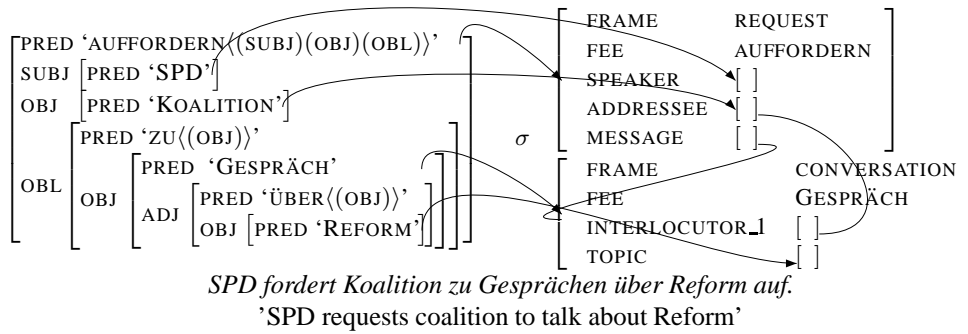 FRAME REQUEST
PRED ‘AUFFORDERN⟨(SUBJ)(OBJ)(OBL)⟩’ FEE AUFFORDERN
SUBJ [PRED ‘SPD’] SPEAKER [ ]
OBJ [PRED ‘KOALITION’] ADDRESSEE [ ]
PRED ‘ZU⟨(OBJ)⟩’ σ MESSAGE [ ]
PRED ‘GESPRÄCH’ FRAME CONVERSATION
OBL OBJ PRED ‘ÜBER⟨(OBJ)⟩’ FEE GESPRÄCH
ADJ OBJ [PRED ‘REFORM’] INTERLOCUTOR_1 [ ]
TOPIC [ ]
SPD fordert Koalition zu Gesprächen über Reform auf.
’SPD requests coalition to talk about Reform’